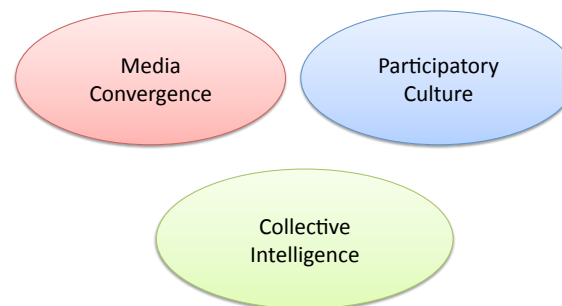 Media
Convergence
Participatory
Culture
Collective
Intelligence